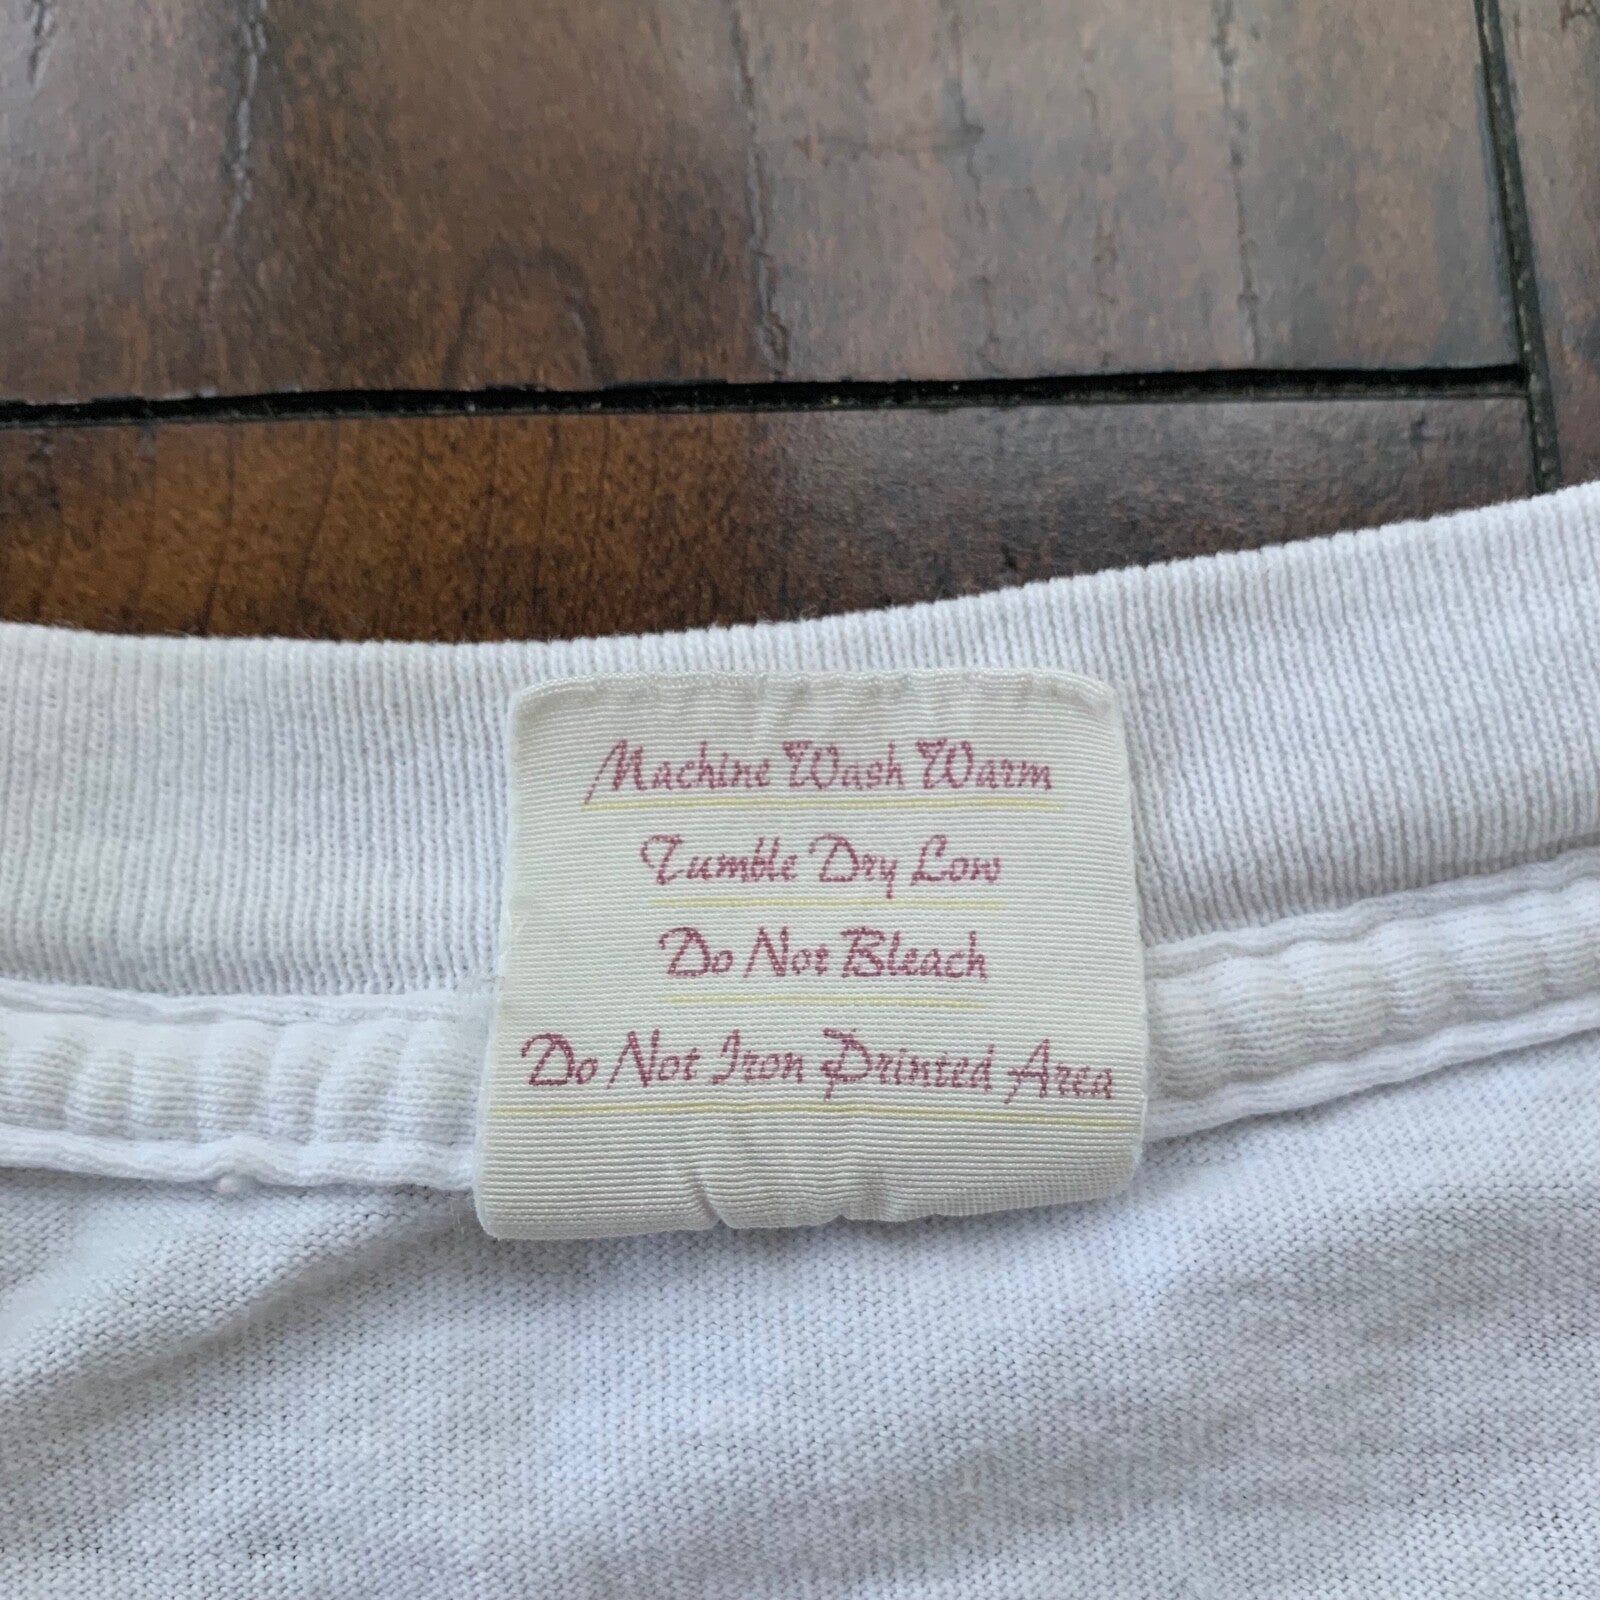 Machine Wash Warm
Tumble Dry Low
Do Not Bleach
Do Not Iron Printed Area